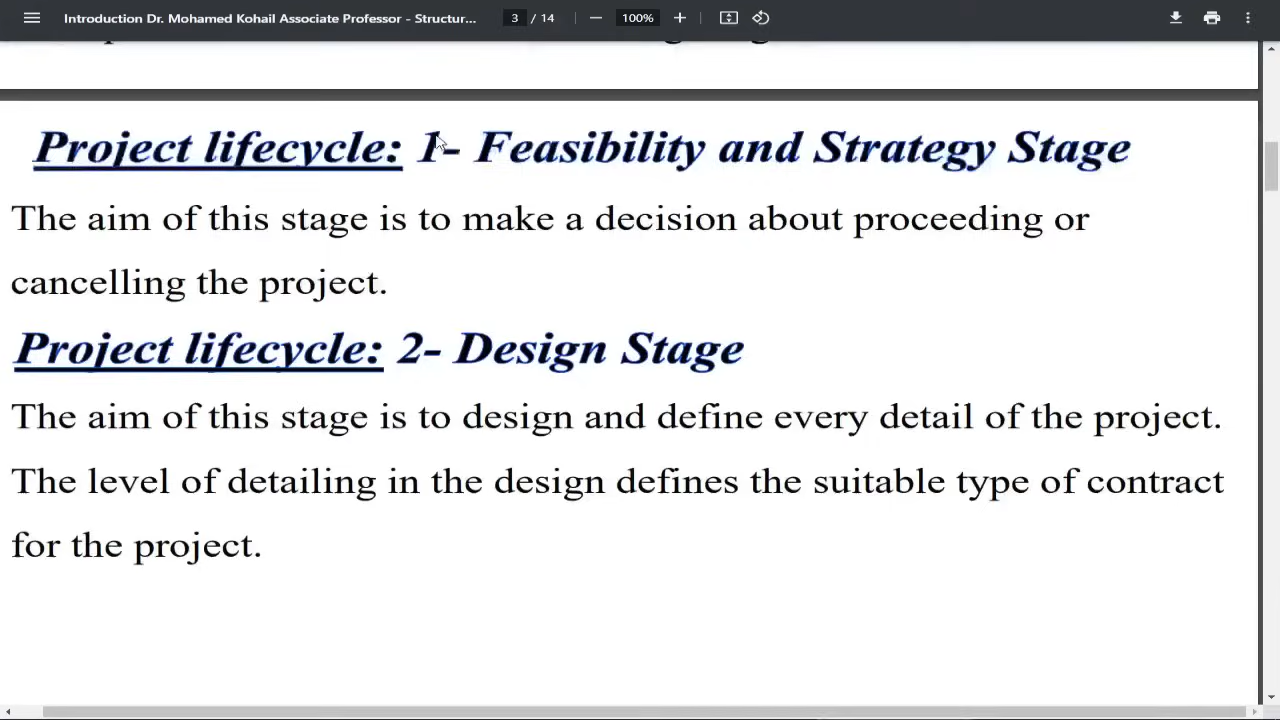 Introduction Dr. Mohamed Kohail Associate Professor - Structur...
3 / 14
100%
Project lifecycle: 1- Feasibility and Strategy Stage
The aim of this stage is to make a decision about proceeding or
cancelling the project.
Project lifecycle: 2- Design Stage
The aim of this stage is to design and define every detail of the project.
The level of detailing in the design defines the suitable type of contract
for the project.